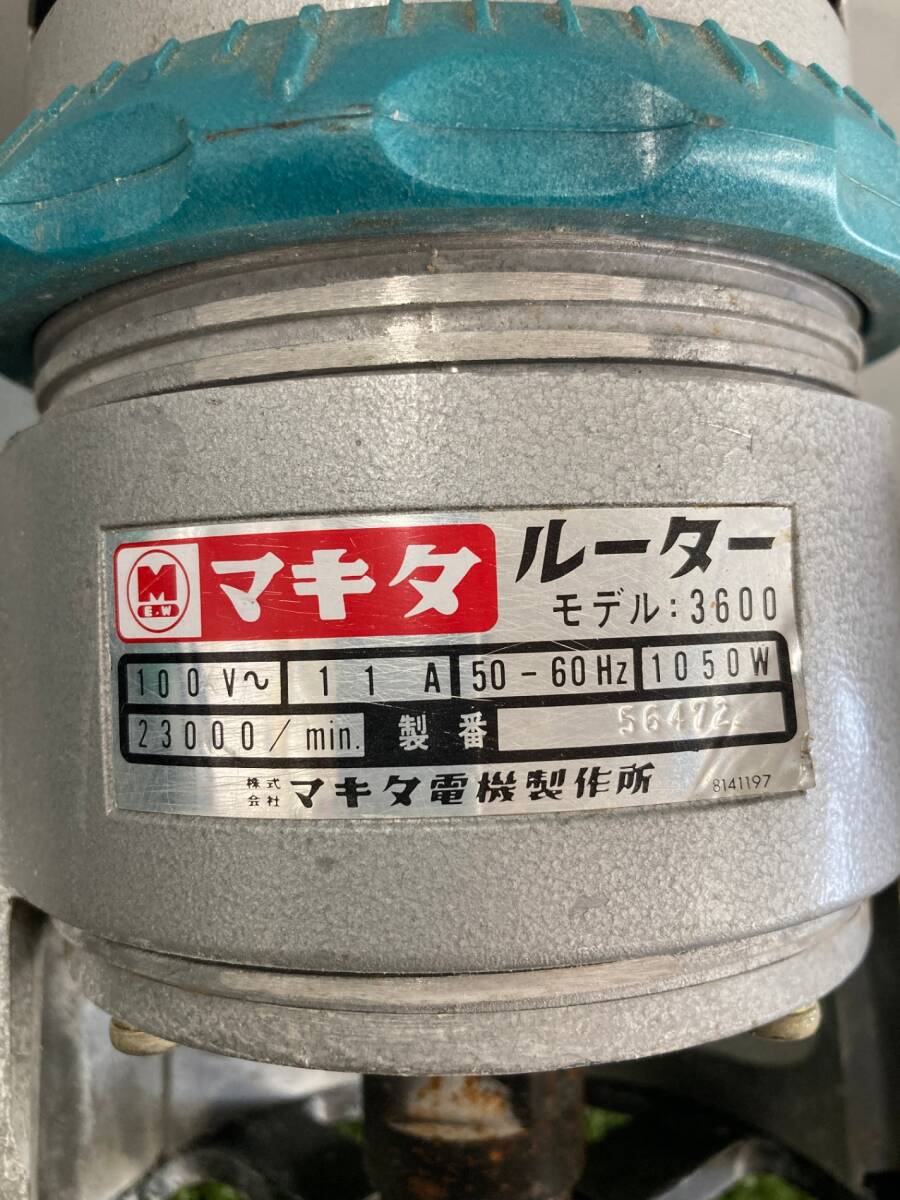 M
E.W
マキタ ルーター
モデル:3600
100V~ 11A 50-60Hz 1050W
23000/min. 製番 56472
株式会社 マキタ電機製作所 8141197